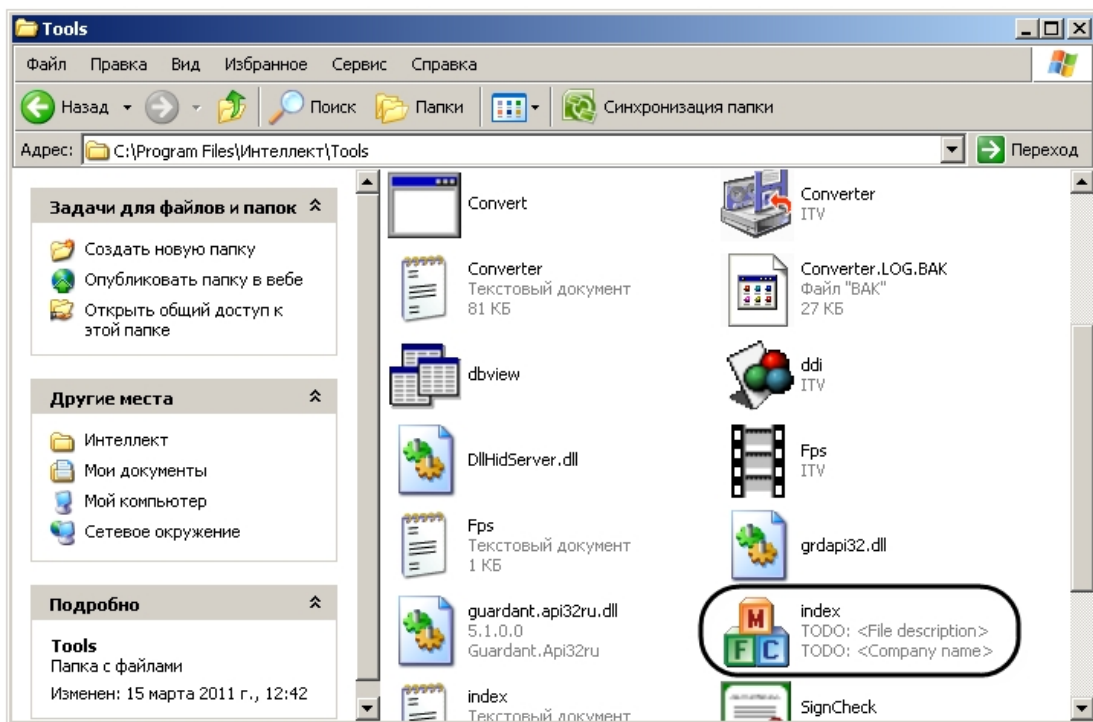 Tools
Файл Правка Вид Избранное Сервис Справка
Назад Поиск Папки Синхронизация папки
Адрес: C:\Program Files\Интеллект\Tools Переход
Задачи для файлов и папок
Создать новую папку
Опубликовать папку в вебе
Открыть общий доступ к
этой папке
Другие места
Интеллект
Мои документы
Мой компьютер
Сетевое окружение
Подробно
Tools
Папка с файлами
Изменен: 15 марта 2011 г., 12:42
Convert
Converter
ITV
Converter
Текстовый документ
81 КБ
Converter.LOG.BAK
Файл "BAK"
27 КБ
dbview
ddi
ITV
DllHidServer.dll
Fps
ITV
Fps
Текстовый документ
1 КБ
grdapi32.dll
guardant.api32ru.dll
5.1.0.0
Guardant.Api32ru
M
F C
index
TODO: <File description>
TODO: <Company name>
index
Текстовый документ
SignCheck